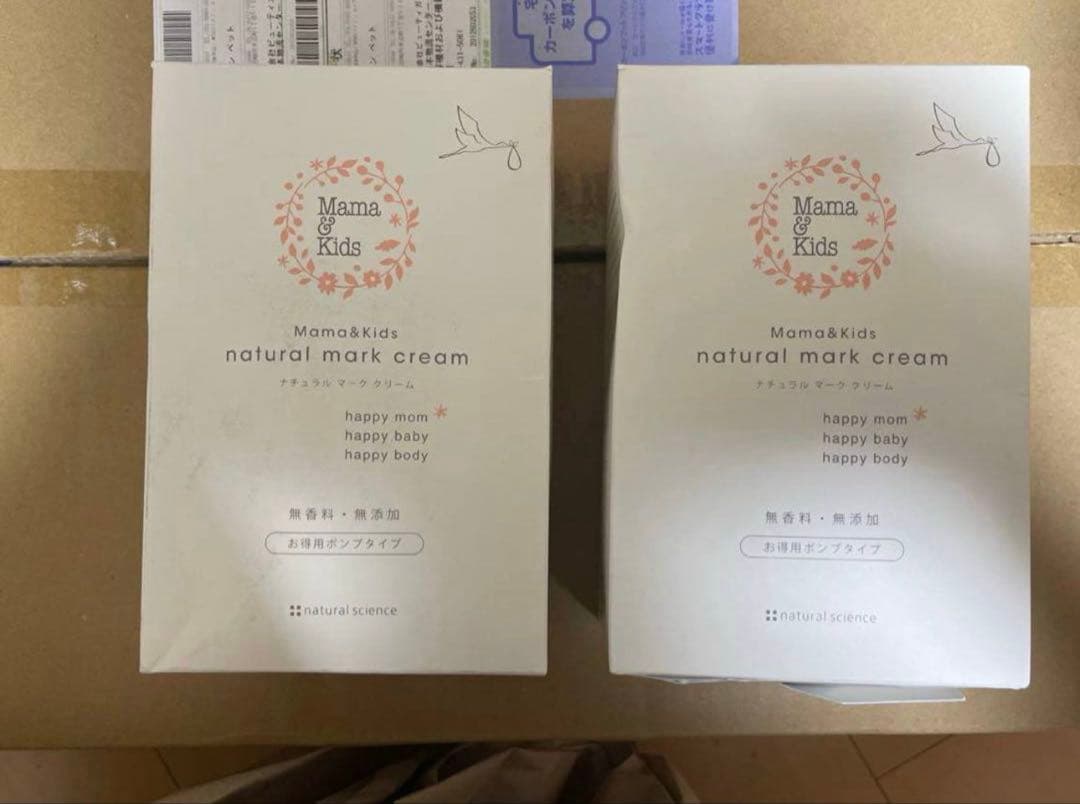 Mama
&
Kids
Mama&Kids
natural mark cream
ナチュラル マーク クリーム
happy mom
happy baby
happy body
無香料・無添加
お得用ポンプタイプ
natural science
Mama
&
Kids
Mama&Kids
natural mark cream
ナチュラル マーク クリーム
happy mom
happy baby
happy body
無香料・無添加
お得用ポンプタイプ
natural science